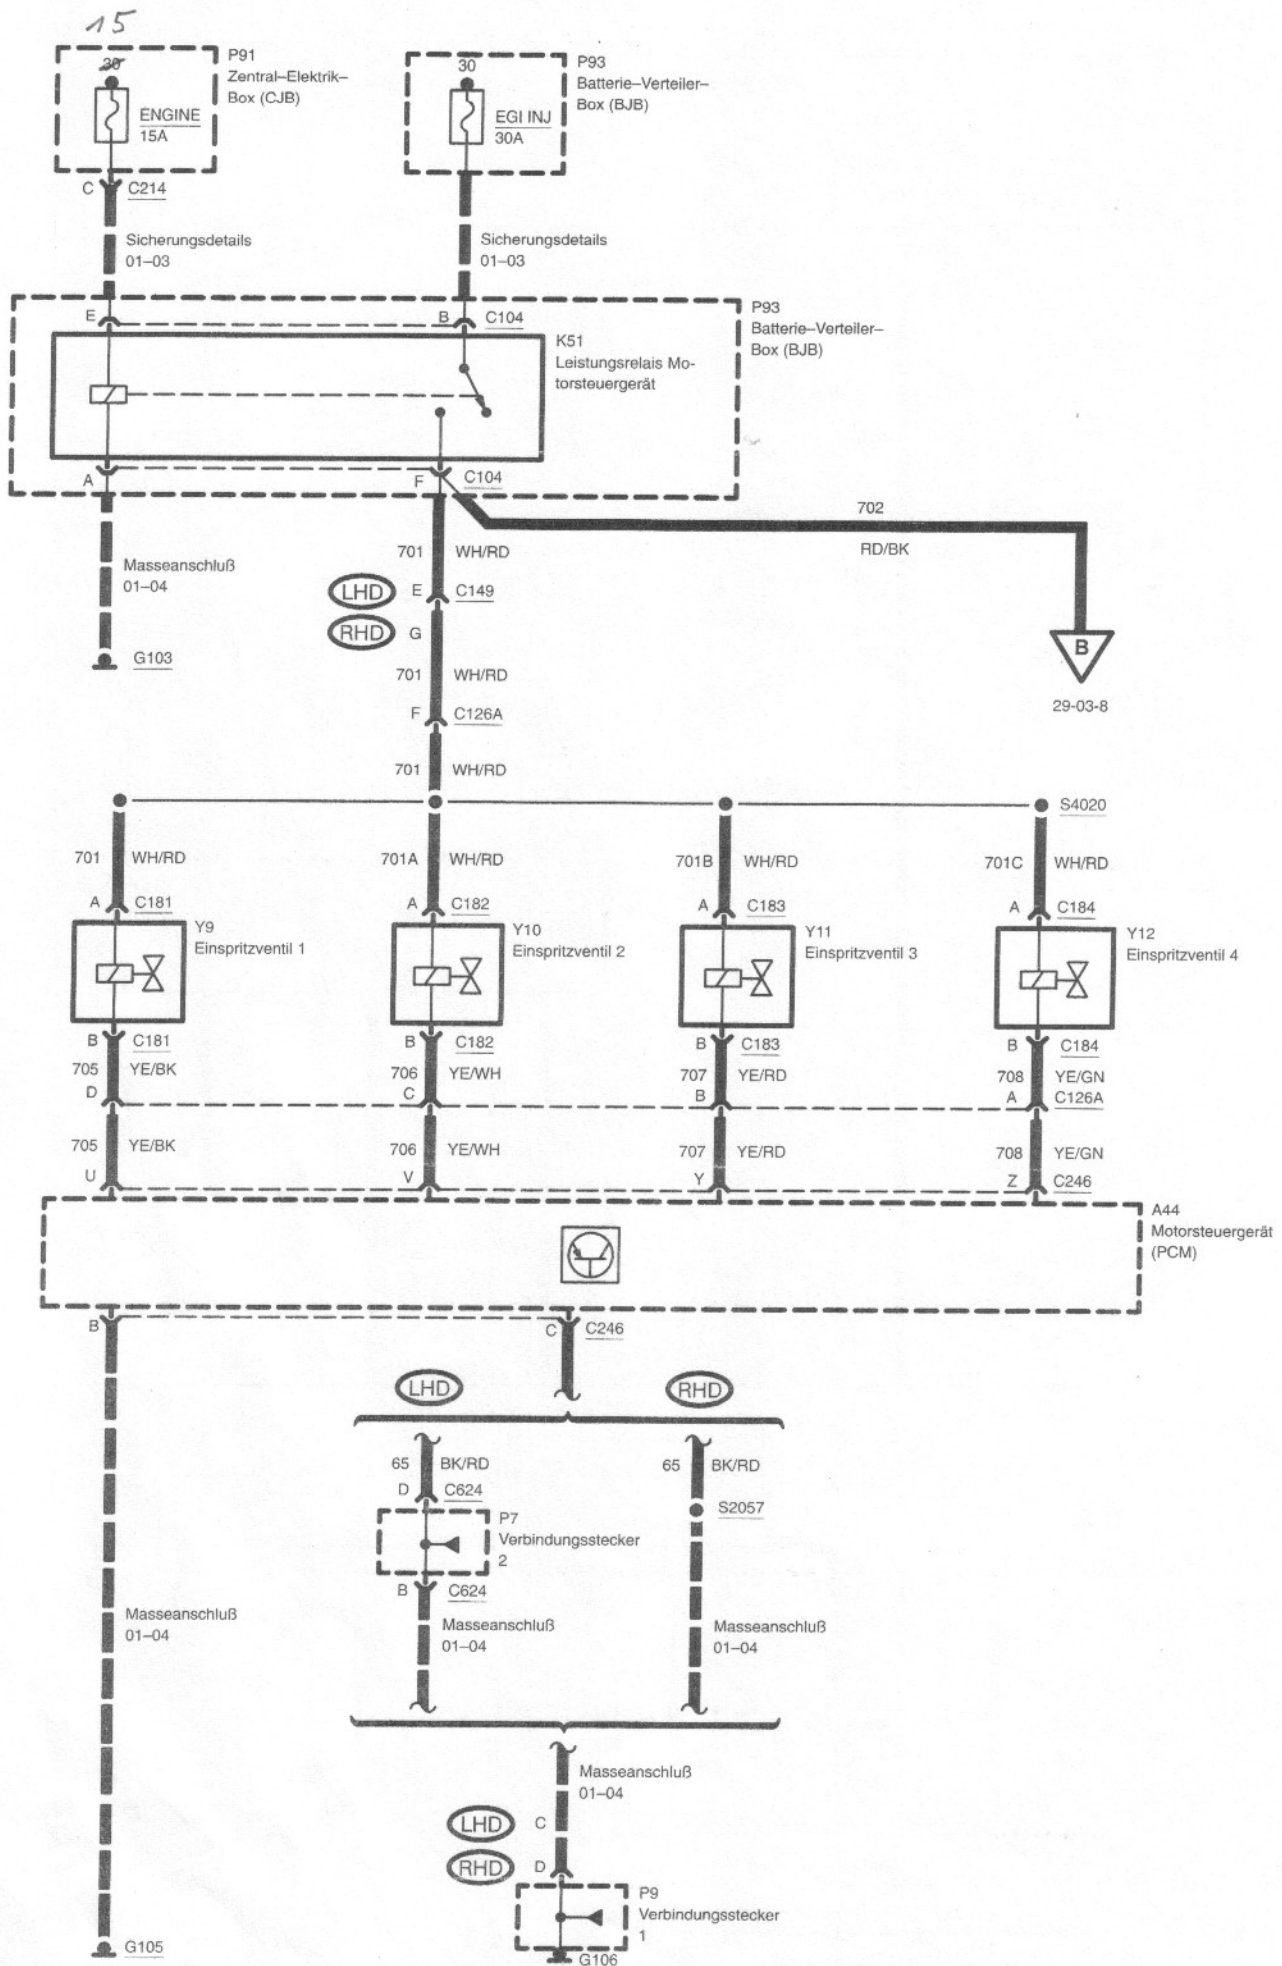 15
30
P91
Zentral–Elektrik–
Box (CJB)
ENGINE
15A
30
P93
Batterie–Verteiler–
Box (BJB)
EGI INJ
30A
C C214
Sicherungsdetails
01–03
Sicherungsdetails
01–03
E B C104
P93
Batterie–Verteiler–
Box (BJB)
K51
Leistungsrelais Mo-
torsteuergerät
A F C104
702
RD/BK
701 WH/RD
Masseanschluß
01–04
LHD E C149
RHD G
G103
701 WH/RD
B
29-03-8
F C126A
701 WH/RD
S4020
701 WH/RD 701A WH/RD 701B WH/RD 701C WH/RD
A C181 A C182 A C183 A C184
Y9
Einspritzventil 1
Y10
Einspritzventil 2
Y11
Einspritzventil 3
Y12
Einspritzventil 4
B C181 B C182 B C183 B C184
705 YE/BK 706 YE/WH 707 YE/RD 708 YE/GN
D C B A C126A
705 YE/BK 706 YE/WH 707 YE/RD 708 YE/GN
U V Y Z C246
A44
Motorsteuergerät
(PCM)
B C C246
LHD RHD
65 BK/RD 65 BK/RD
D C624
S2057
P7
Verbindungsstecker
2
B C624
Masseanschluß
01–04
Masseanschluß
01–04
Masseanschluß
01–04
Masseanschluß
01–04
LHD C
RHD D
P9
Verbindungsstecker
1
G105
G106